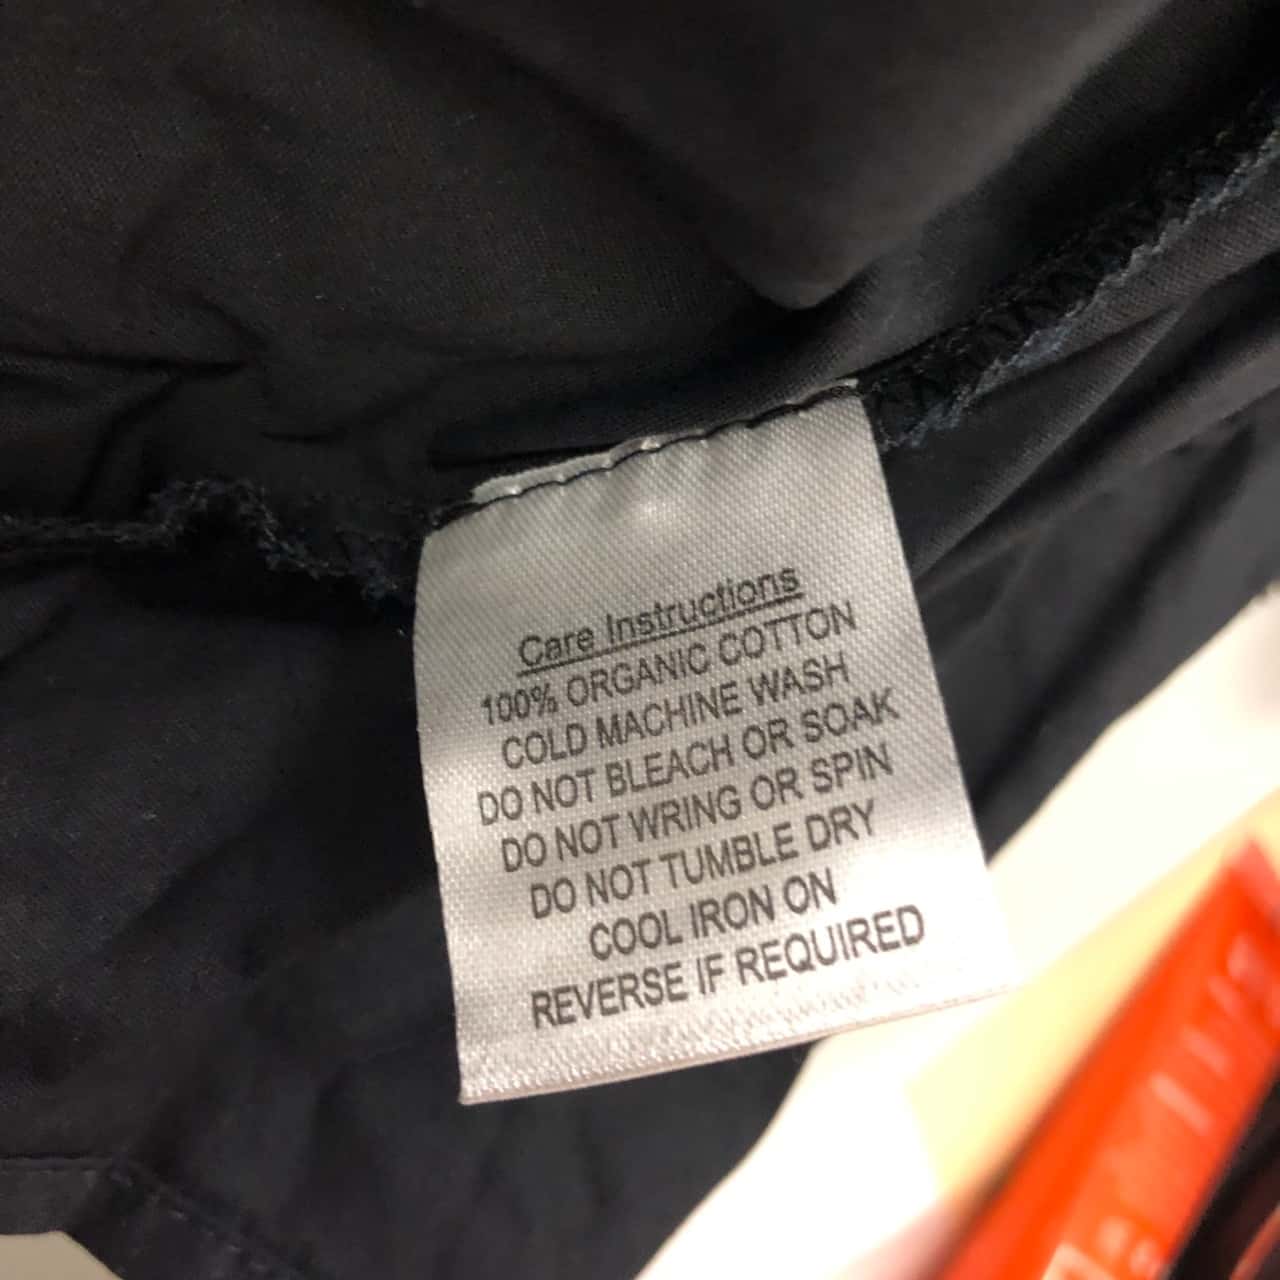 Care Instructions
100% ORGANIC COTTON
COLD MACHINE WASH
DO NOT BLEACH OR SOAK
DO NOT WRING OR SPIN
DO NOT TUMBLE DRY
COOL IRON ON
REVERSE IF REQUIRED